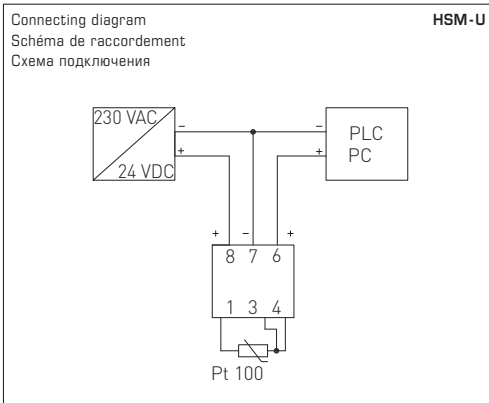 Connecting diagram HSM-U
Schéma de raccordement
Схема подключения
230 VAC
24 VDC
− +
PLC
PC
− +
+ − +
8 7 6
1 3 4
Pt 100